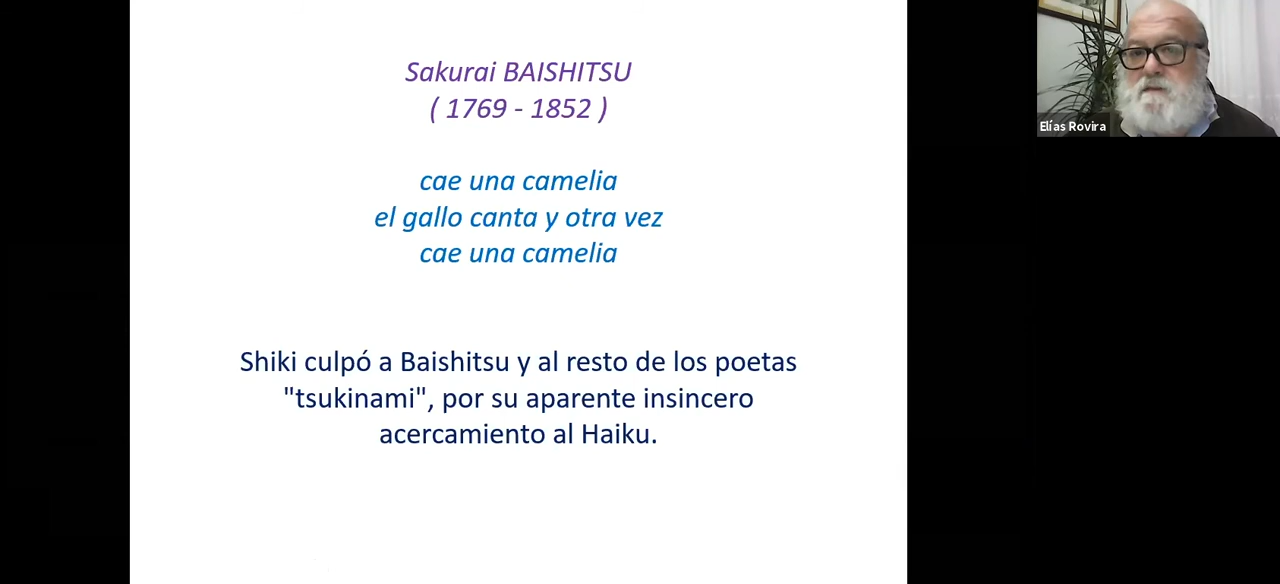 Sakurai BAISHITSU
( 1769 - 1852 )
cae una camelia
el gallo canta y otra vez
cae una camelia
Shiki culpó a Baishitsu y al resto de los poetas
"tsukinami", por su aparente insincero
acercamiento al Haiku.
Elías Rovira